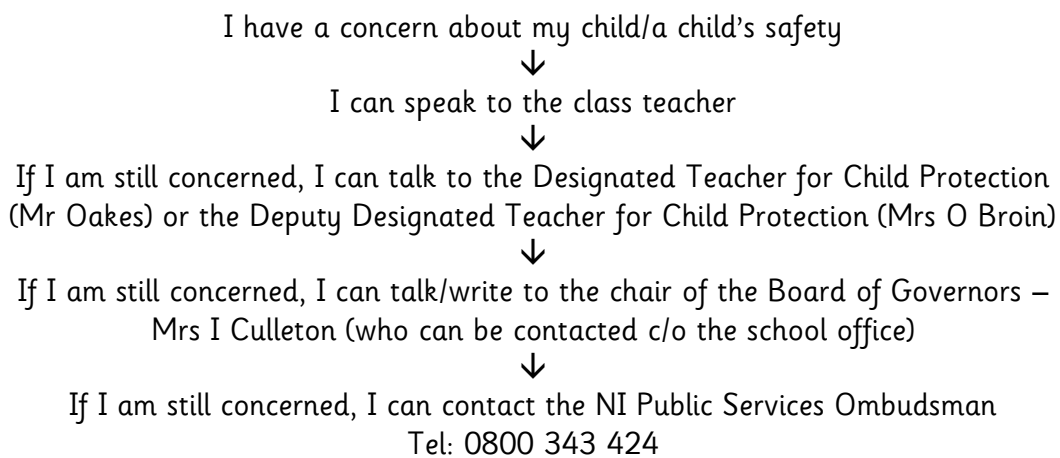 I have a concern about my child/a child's safety
↓
I can speak to the class teacher
↓
If I am still concerned, I can talk to the Designated Teacher for Child Protection
(Mr Oakes) or the Deputy Designated Teacher for Child Protection (Mrs O Broin)
↓
If I am still concerned, I can talk/write to the chair of the Board of Governors –
Mrs I Culleton (who can be contacted c/o the school office)
↓
If I am still concerned, I can contact the NI Public Services Ombudsman
Tel: 0800 343 424